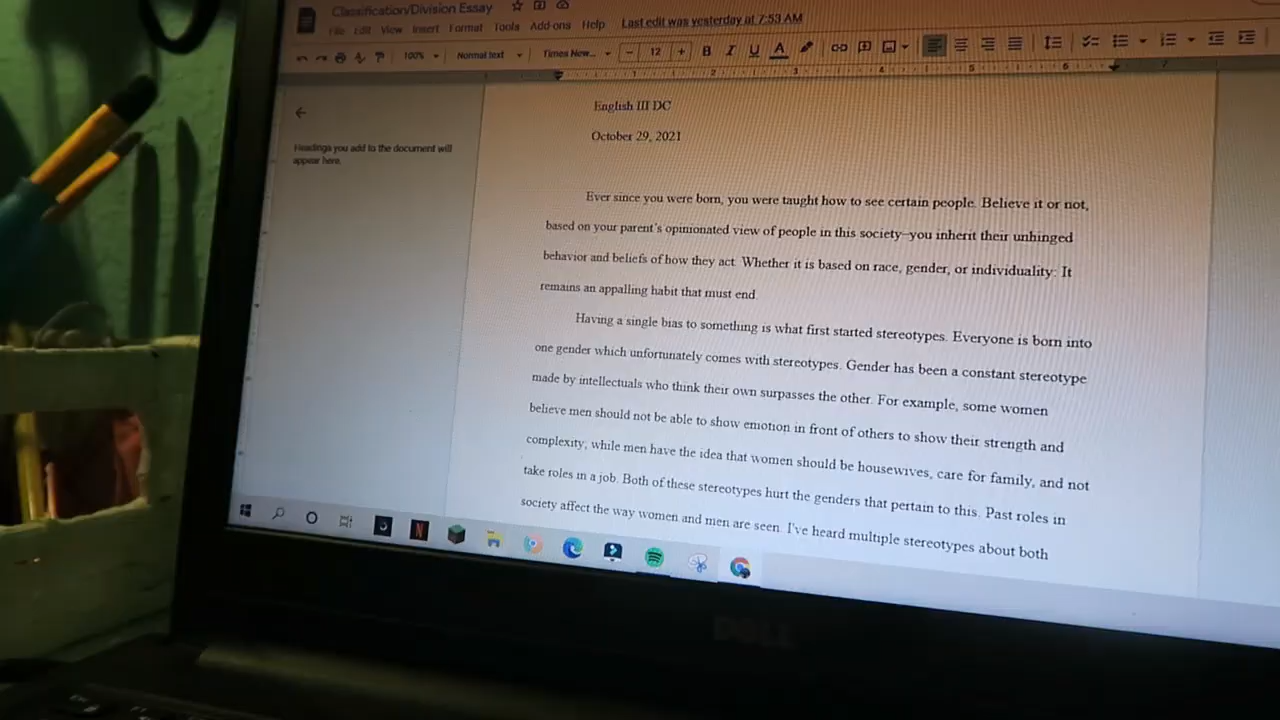 Classification/Division Essay
File Edit View Insert Format Tools Add-ons Help Last edit was yesterday at 7:53 AM
100% Normal text Times New... 12 B I U A
1 2 3 4 5 6 7
Headings you add to the document will
appear here.
English III DC
October 29, 2021
Ever since you were born, you were taught how to see certain people. Believe it or not,
based on your parent's opinionated view of people in this society–you inherit their unhinged
behavior and beliefs of how they act. Whether it is based on race, gender, or individuality: It
remains an appalling habit that must end.
Having a single bias to something is what first started stereotypes. Everyone is born into
one gender which unfortunately comes with stereotypes. Gender has been a constant stereotype
made by intellectuals who think their own surpasses the other. For example, some women
believe men should not be able to show emotion in front of others to show their strength and
complexity; while men have the idea that women should be housewives, care for family, and not
take roles in a job. Both of these stereotypes hurt the genders that pertain to this. Past roles in
society affect the way women and men are seen. I've heard multiple stereotypes about both
DELL